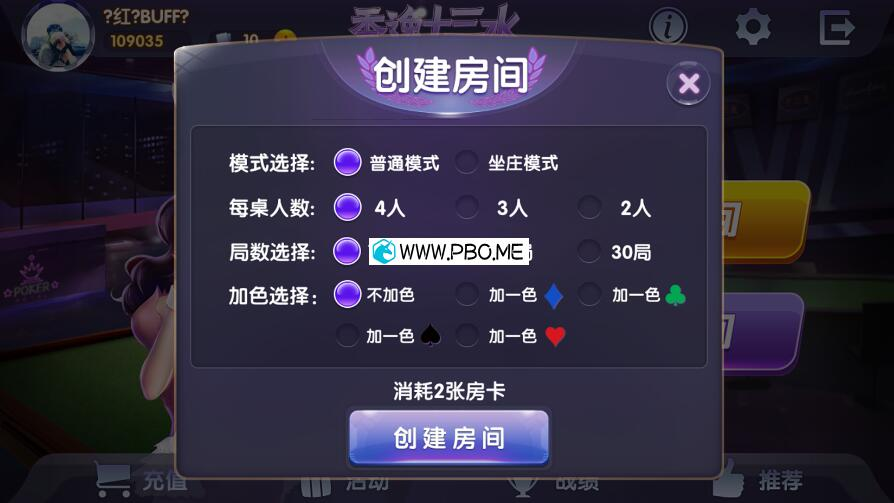 ?红?BUFF?
109035
10
创建房间
模式选择: 普通模式 坐庄模式
每桌人数: 4人 3人 2人
局数选择: WWW.PBO.ME 30局
加色选择: 不加色 加一色 加一色
加一色 加一色
消耗2张房卡
创建房间
POKER
充值 活动 战绩 推荐